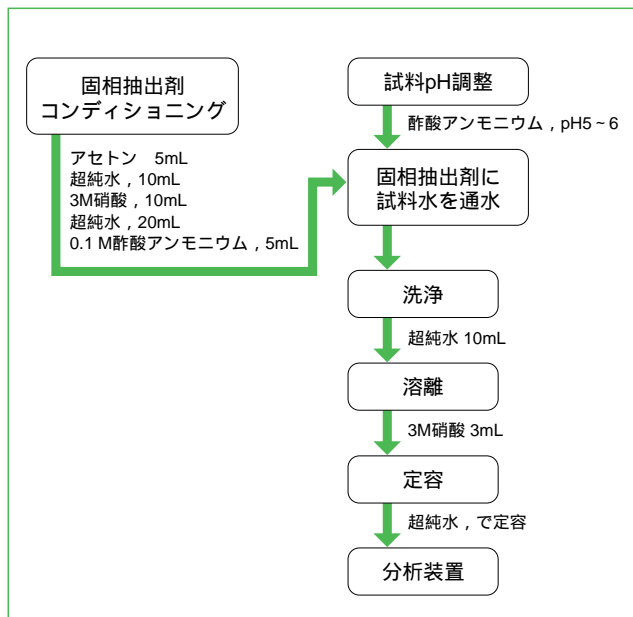 固相抽出剤
コンディショニング
アセトン　5mL
超純水，10mL
3M硝酸，10mL
超純水，20mL
0.1 M酢酸アンモニウム，5mL
試料pH調整
酢酸アンモニウム，pH5～6
固相抽出剤に
試料水を通水
洗浄
超純水 10mL
溶離
3M硝酸 3mL
定容
超純水，で定容
分析装置